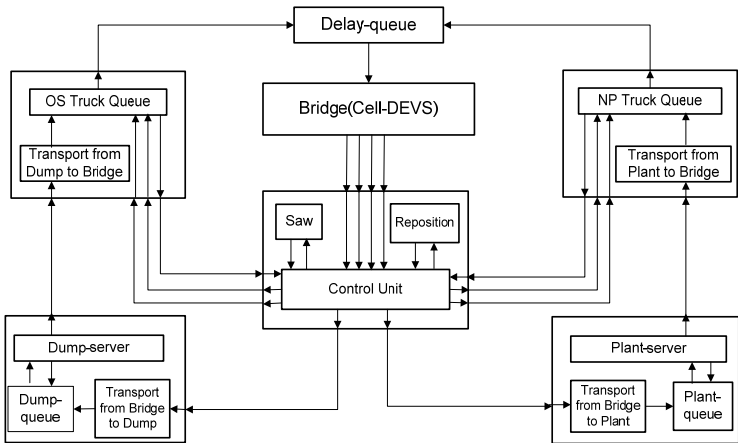 Delay-queue
OS Truck Queue
Bridge(Cell-DEVS)
NP Truck Queue
Transport from
Dump to Bridge
Transport from
Plant to Bridge
Saw
Reposition
Control Unit
Dump-server
Plant-server
Dump-
queue
Transport
from Bridge
to Dump
Transport
from Bridge
to Plant
Plant-
queue